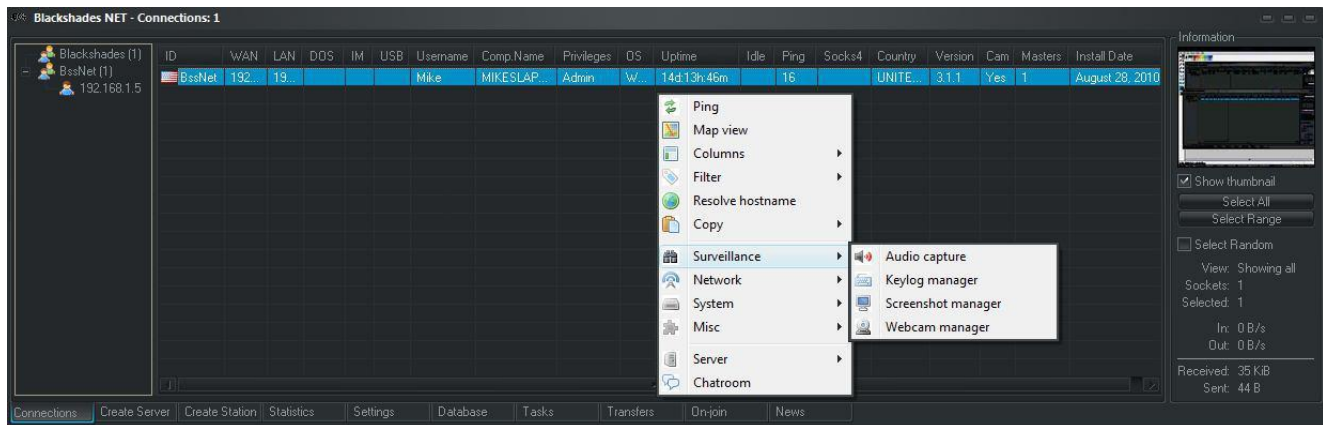 Blackshades NET - Connections: 1
Blackshades (1)
BssNet (1)
192.168.1.5
ID WAN LAN DOS IM USB Username Comp.Name Privileges OS Uptime Idle Ping Socks4 Country Version Cam Masters Install Date
BssNet 192... 19... Mike MIKESLAP... Admin W... 14d:13h:46m 16 UNITE... 3.1.1 Yes 1 August 28, 2010
Ping
Map view
Columns
Filter
Resolve hostname
Copy
Surveillance
Network
System
Misc
Server
Chatroom
Audio capture
Keylog manager
Screenshot manager
Webcam manager
Information
Show thumbnail
Select All
Select Range
Select Random
View: Showing all
Sockets: 1
Selected: 1
In: 0 B/s
Out: 0 B/s
Received: 35 KiB
Sent: 44 B
Connections Create Server Create Station Statistics Settings Database Tasks Transfers On-join News